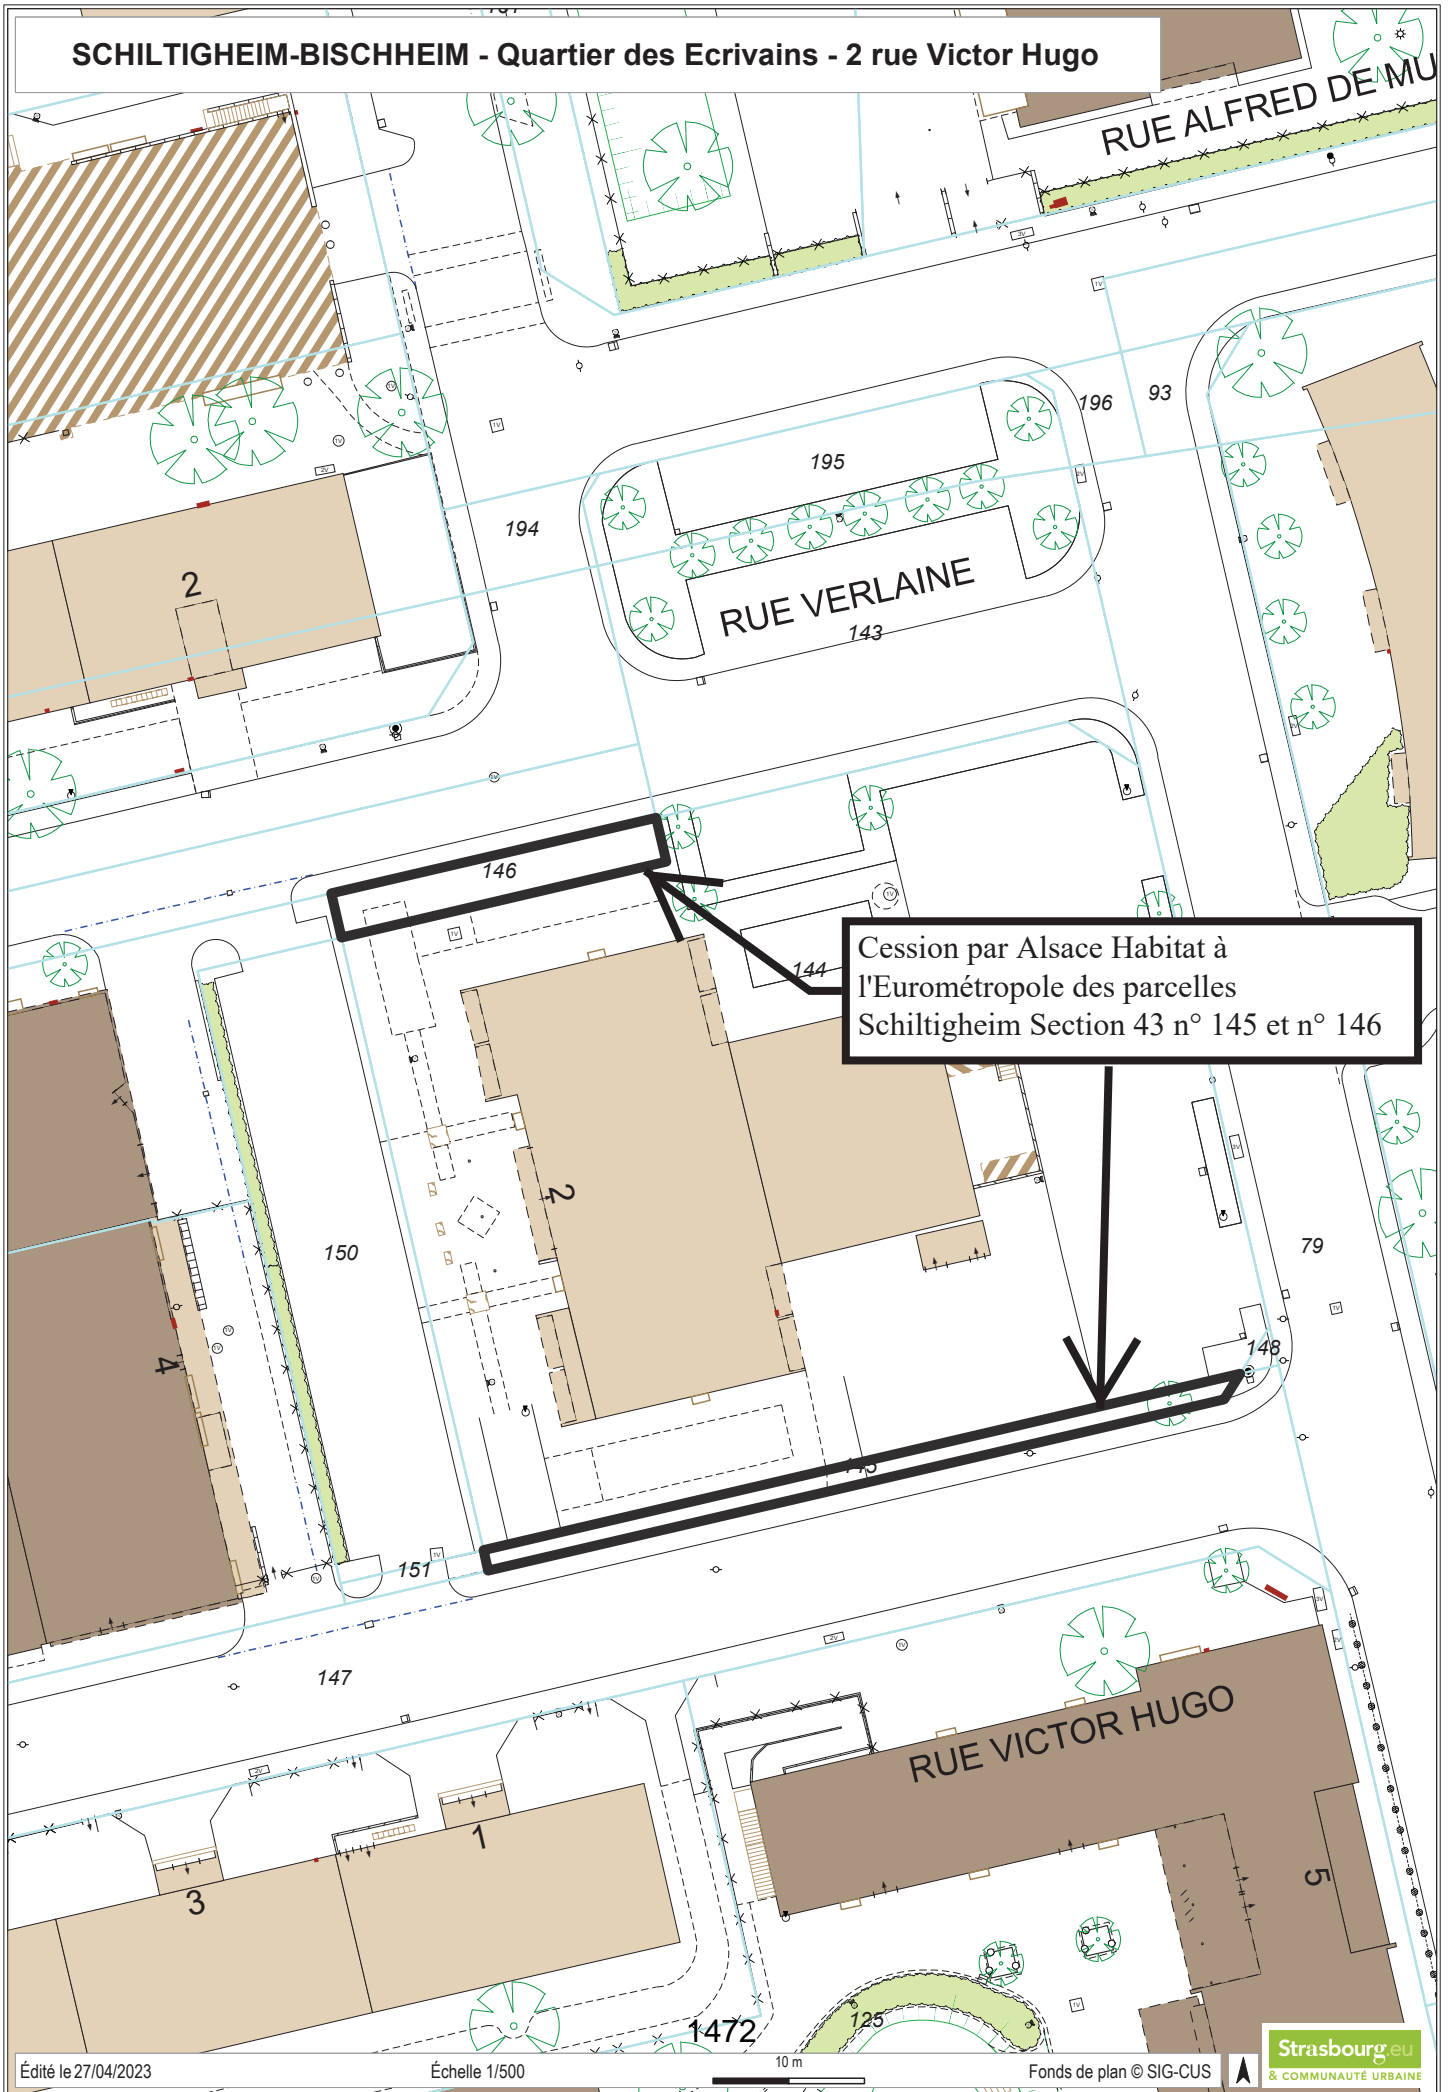 SCHILTIGHEIM-BISCHHEIM - Quartier des Ecrivains - 2 rue Victor Hugo
RUE ALFRED DE MU
93
196
195
194
2
RUE VERLAINE
143
146
144
Cession par Alsace Habitat à
l'Eurométropole des parcelles
Schiltigheim Section 43 n° 145 et n° 146
2
150
79
4
148
145
151
147
RUE VICTOR HUGO
1
3
5
125
1472
Édité le 27/04/2023
Échelle 1/500
10 m
Fonds de plan © SIG-CUS
Strasbourg.eu
& COMMUNAUTÉ URBAINE